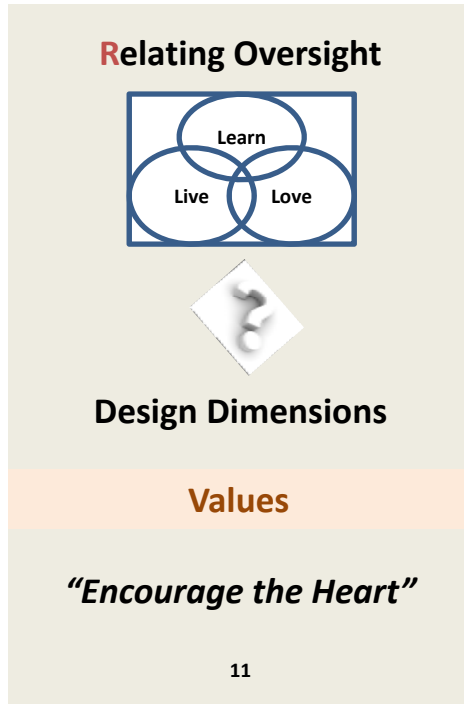 Relating Oversight
Learn
Live Love
?
Design Dimensions
Values
“Encourage the Heart”
11